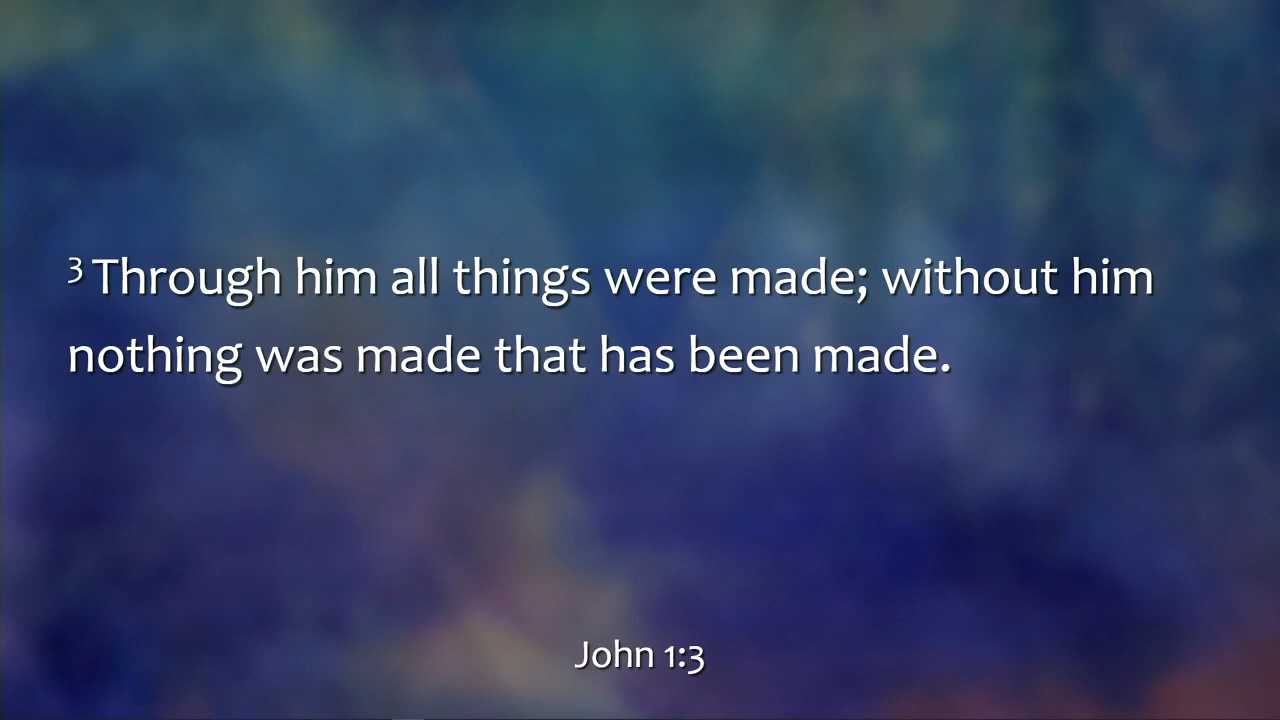 3 Through him all things were made; without him
nothing was made that has been made.
John 1:3